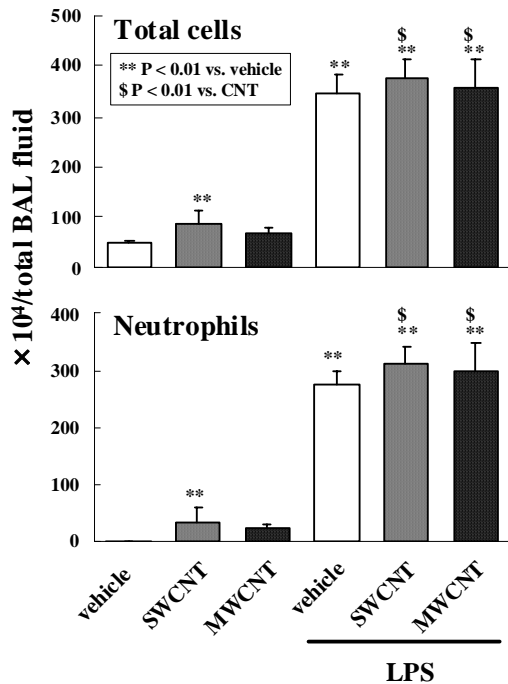 500
Total cells
** P < 0.01 vs. vehicle
$ P < 0.01 vs. CNT
400
300
200
100
0
** ** $ ** $ **
×10⁴/total BAL fluid
Neutrophils
400
300
200
100
0
** ** $ ** $ **
vehicle
SWCNT
MWCNT
vehicle
SWCNT
MWCNT
LPS